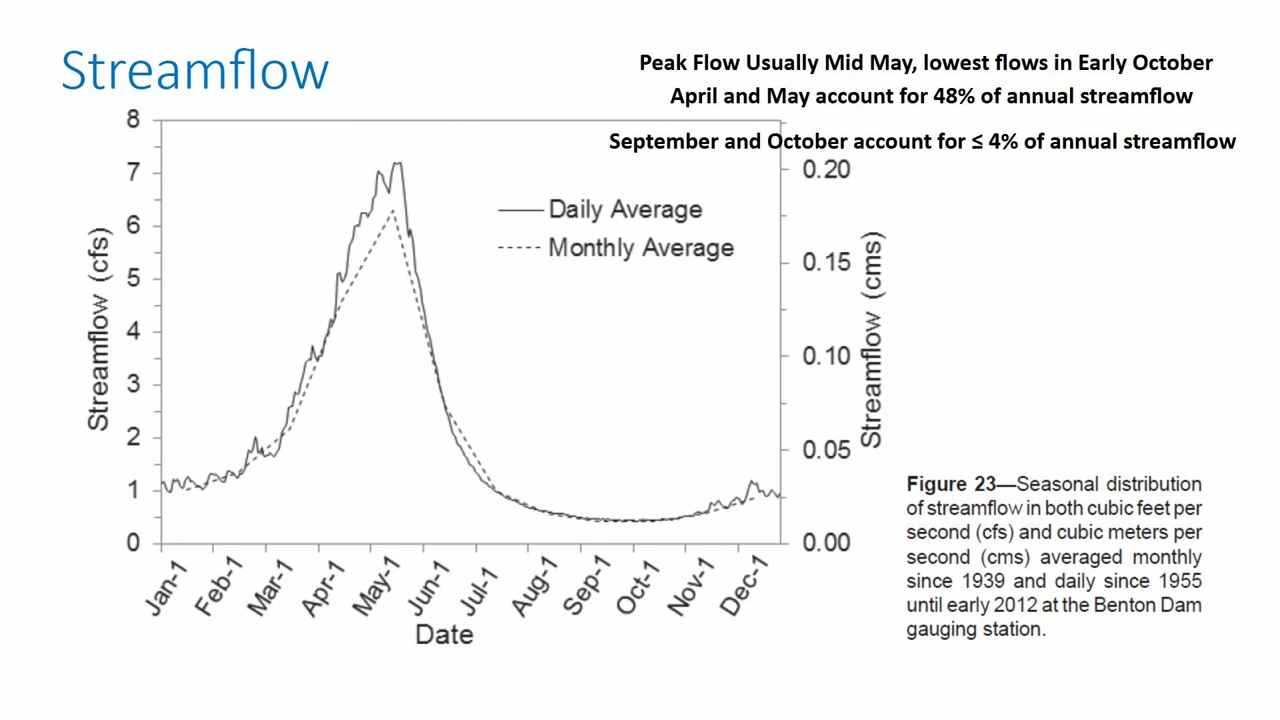 Streamflow
Peak Flow Usually Mid May, lowest flows in Early October
April and May account for 48% of annual streamflow
September and October account for ≤ 4% of annual streamflow
8
7
6
5
4
3
2
1
0
Streamflow (cfs)
Daily Average
Monthly Average
0.20
0.15
0.10
0.05
0.00
Streamflow (cms)
Jan-1
Feb-1
Mar-1
Apr-1
May-1
Jun-1
Jul-1
Aug-1
Sep-1
Oct-1
Nov-1
Dec-1
Date
Figure 23—Seasonal distribution
of streamflow in both cubic feet per
second (cfs) and cubic meters per
second (cms) averaged monthly
since 1939 and daily since 1955
until early 2012 at the Benton Dam
gauging station.